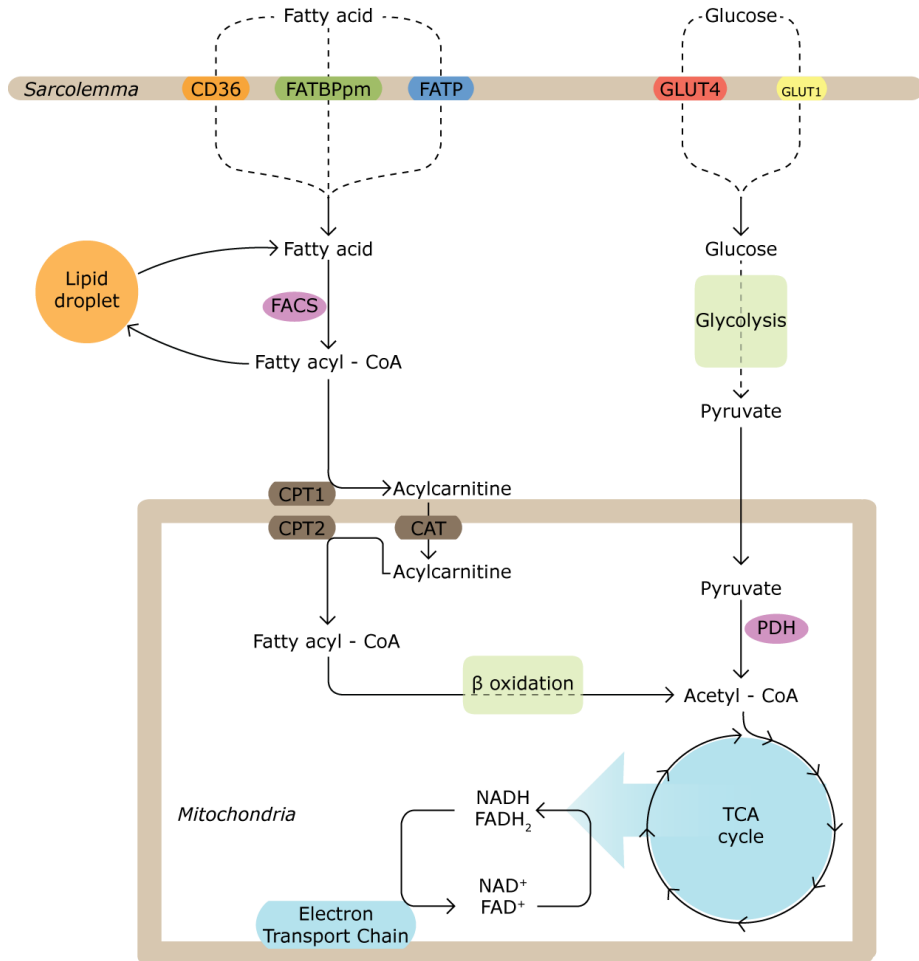 Fatty acid
Glucose
Sarcolemma
CD36
FATBPpm
FATP
GLUT4
GLUT1
Fatty acid
Glucose
Lipid
droplet
FACS
Glycolysis
Fatty acyl - CoA
Pyruvate
CPT1
Acylcarnitine
CPT2
CAT
Acylcarnitine
Pyruvate
Fatty acyl - CoA
PDH
β oxidation
Acetyl - CoA
Mitochondria
NADH
FADH₂
TCA
cycle
NAD⁺
FAD⁺
Electron
Transport Chain